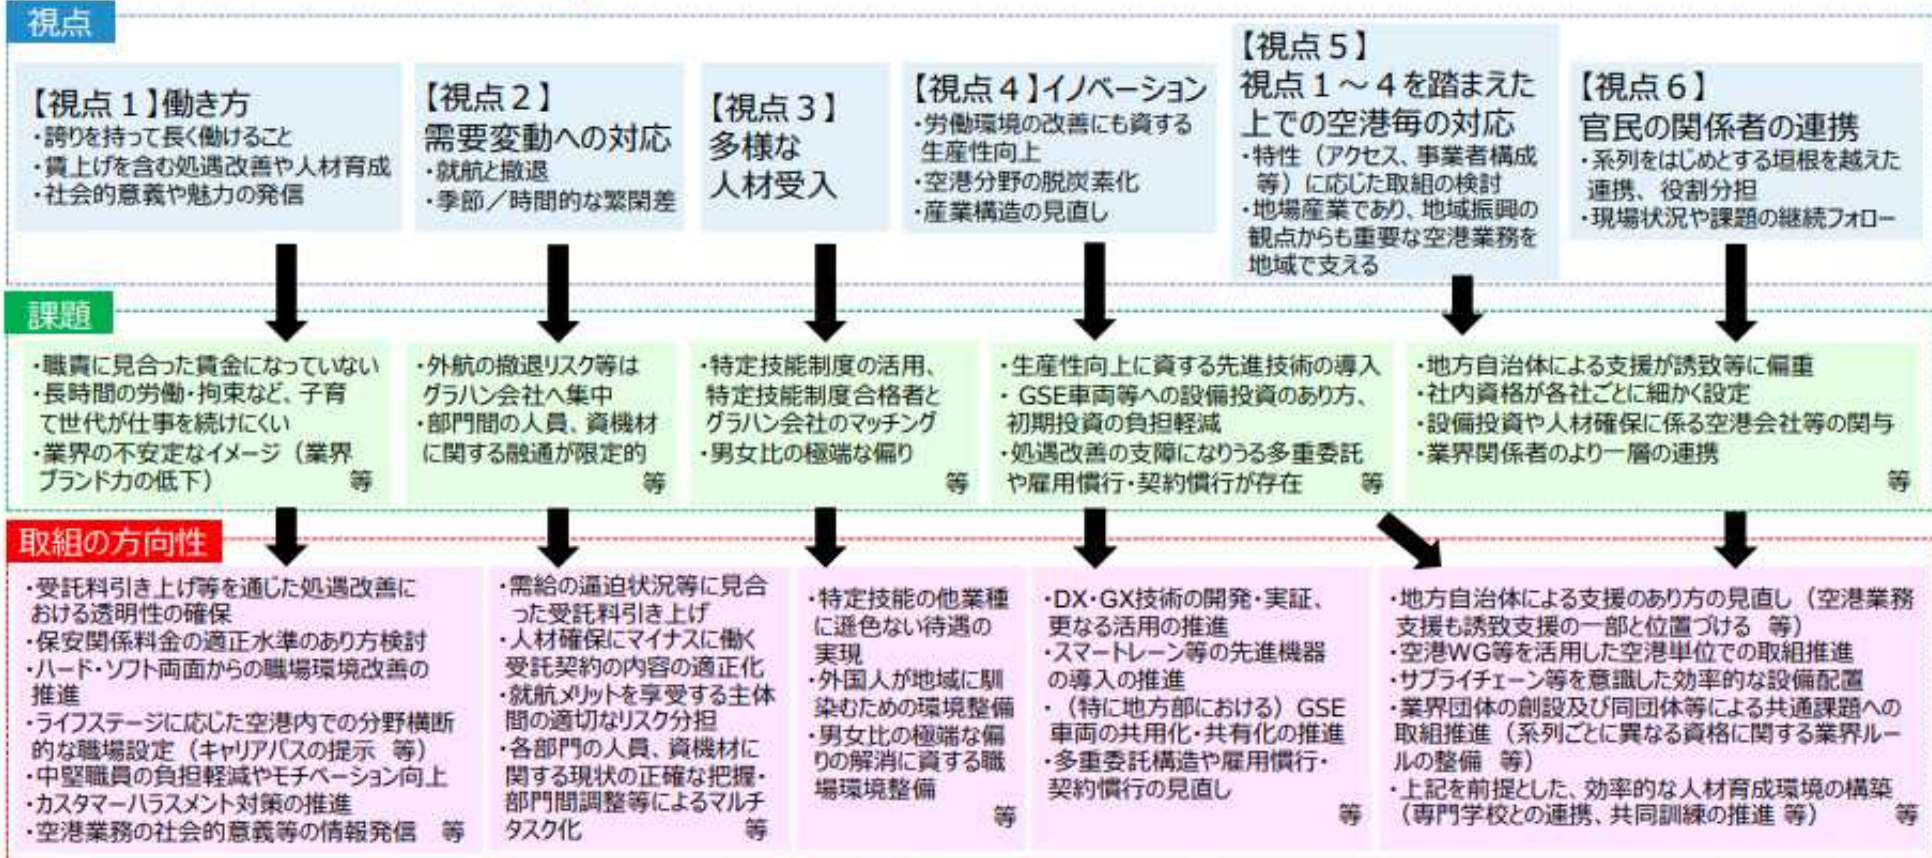 視点
【視点１】働き方
・誇りを持って長く働けること
・賃上げを含む処遇改善や人材育成
・社会的意義や魅力の発信
【視点２】
需要変動への対応
・就航と撤退
・季節／時間的な繁閑差
【視点３】
多様な
人材受入
【視点４】イノベーション
・労働環境の改善にも資する
生産性向上
・空港分野の脱炭素化
・産業構造の見直し
【視点５】
視点１～４を踏まえた
上での空港毎の対応
・特性（アクセス、事業者構成
等）に応じた取組の検討
・地場産業であり、地域振興の
観点からも重要な空港業務を
地域で支える
【視点６】
官民の関係者の連携
・系列をはじめとする垣根を越えた
連携、役割分担
・現場状況や課題の継続フォロー
課題
・職責に見合った賃金になっていない
・長時間の労働・拘束など、子育
て世代が仕事を続けにくい
・業界の不安定なイメージ（業界
ブランド力の低下） 等
・外航の撤退リスク等は
グラハン会社へ集中
・部門間の人員、資機材
に関する融通が限定的
等
・特定技能制度の活用、
特定技能制度合格者と
グラハン会社のマッチング
・男女比の極端な偏り
等
・生産性向上に資する先進技術の導入
・ GSE車両等への設備投資のあり方、
初期投資の負担軽減
・処遇改善の支障になりうる多重委託
や雇用慣行・契約慣行が存在 等
・地方自治体による支援が誘致等に偏重
・社内資格が各社ごとに細かく設定
・設備投資や人材確保に係る空港会社等の関与
・業界関係者のより一層の連携
等
取組の方向性
・受託料引き上げ等を通じた処遇改善に
おける透明性の確保
・保安関係料金の適正水準のあり方検討
・ハード・ソフト両面からの職場環境改善の
推進
・ライフステージに応じた空港内での分野横断
的な職場設定（キャリアパスの提示 等）
・中堅職員の負担軽減やモチベーション向上
・カスタマーハラスメント対策の推進
・空港業務の社会的意義等の情報発信 等
・需給の逼迫状況等に見合
った受託料引き上げ
・人材確保にマイナスに働く
受託契約の内容の適正化
・就航メリットを享受する主体
間の適切なリスク分担
・各部門の人員、資機材に
関する現状の正確な把握・
部門間調整等によるマルチ
タスク化 等
・特定技能の他業種
に遜色ない待遇の
実現
・外国人が地域に馴
染むための環境整備
・男女比の極端な偏
りの解消に資する職
場環境整備
等
・DX・GX技術の開発・実証、
更なる活用の推進
・スマートレーン等の先進機器
の導入の推進
・（特に地方部における）GSE
車両の共用化・共有化の推進
・多重委託構造や雇用慣行・
契約慣行の見直し
等
・地方自治体による支援のあり方の見直し（空港業務
支援も誘致支援の一部と位置づける 等）
・空港WG等を活用した空港単位での取組推進
・サプライチェーン等を意識した効率的な設備配置
・業界団体の創設及び同団体等による共通課題への
取組推進（系列ごとに異なる資格に関する業界ルー
ルの整備 等）
・上記を前提とした、効率的な人材育成環境の構築
（専門学校との連携、共同訓練の推進 等） 等